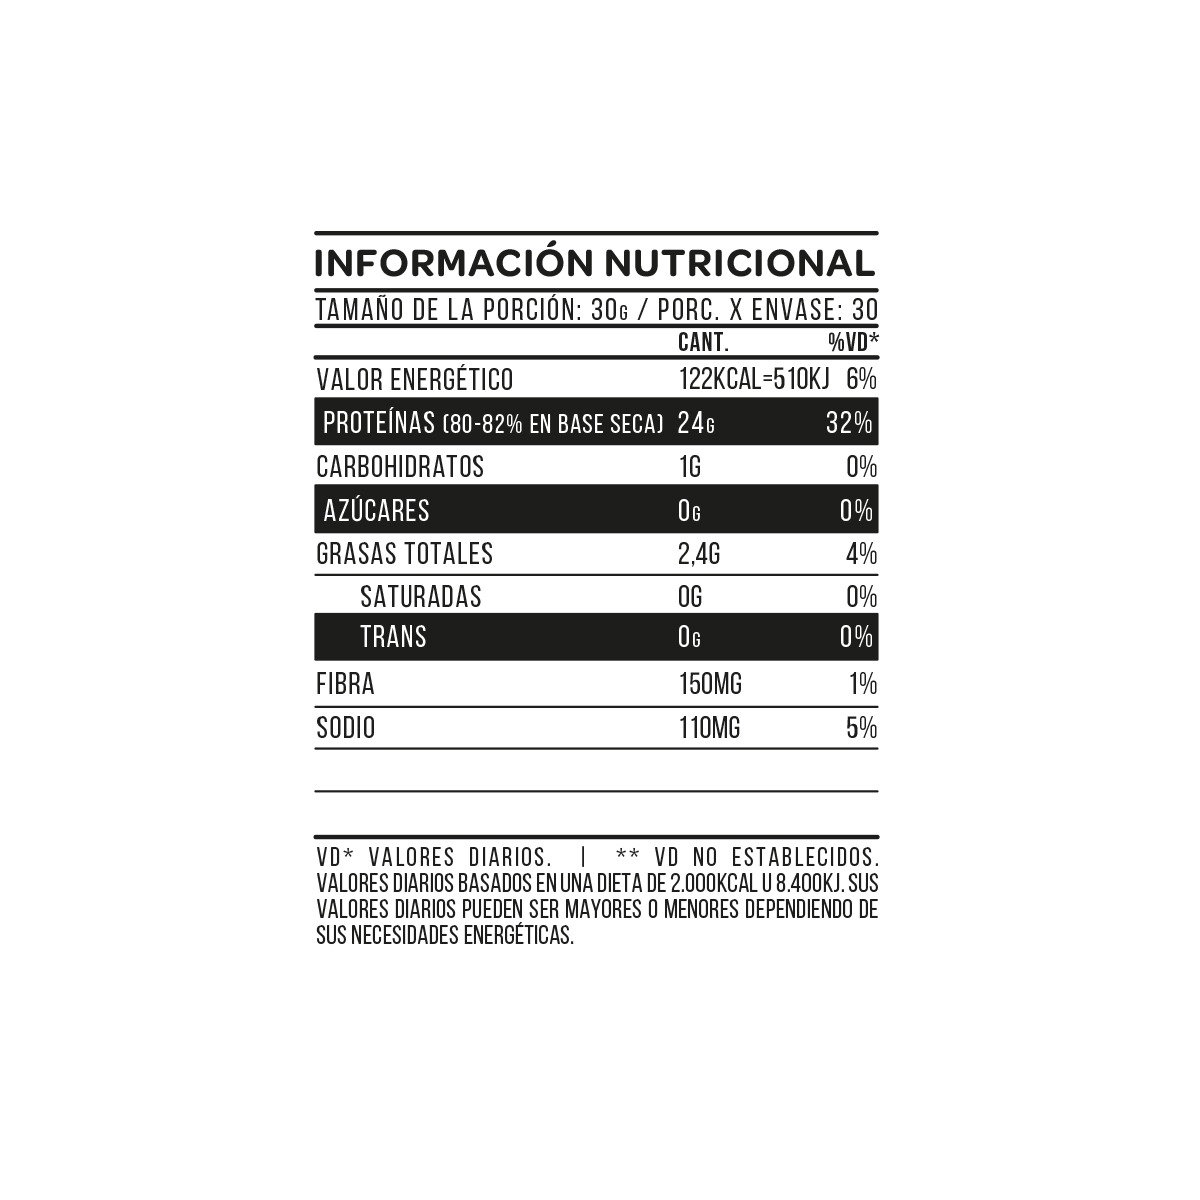 INFORMACIÓN NUTRICIONAL
TAMAÑO DE LA PORCIÓN: 30G / PORC. X ENVASE: 30
CANT. %VD*
VALOR ENERGÉTICO 122KCAL=510KJ 6%
PROTEÍNAS (80-82% EN BASE SECA) 24G 32%
CARBOHIDRATOS 1G 0%
AZÚCARES 0G 0%
GRASAS TOTALES 2,4G 4%
SATURADAS 0G 0%
TRANS 0G 0%
FIBRA 150MG 1%
SODIO 110MG 5%
VD* VALORES DIARIOS. | ** VD NO ESTABLECIDOS.
VALORES DIARIOS BASADOS EN UNA DIETA DE 2.000KCAL U 8.400KJ. SUS
VALORES DIARIOS PUEDEN SER MAYORES O MENORES DEPENDIENDO DE
SUS NECESIDADES ENERGÉTICAS.